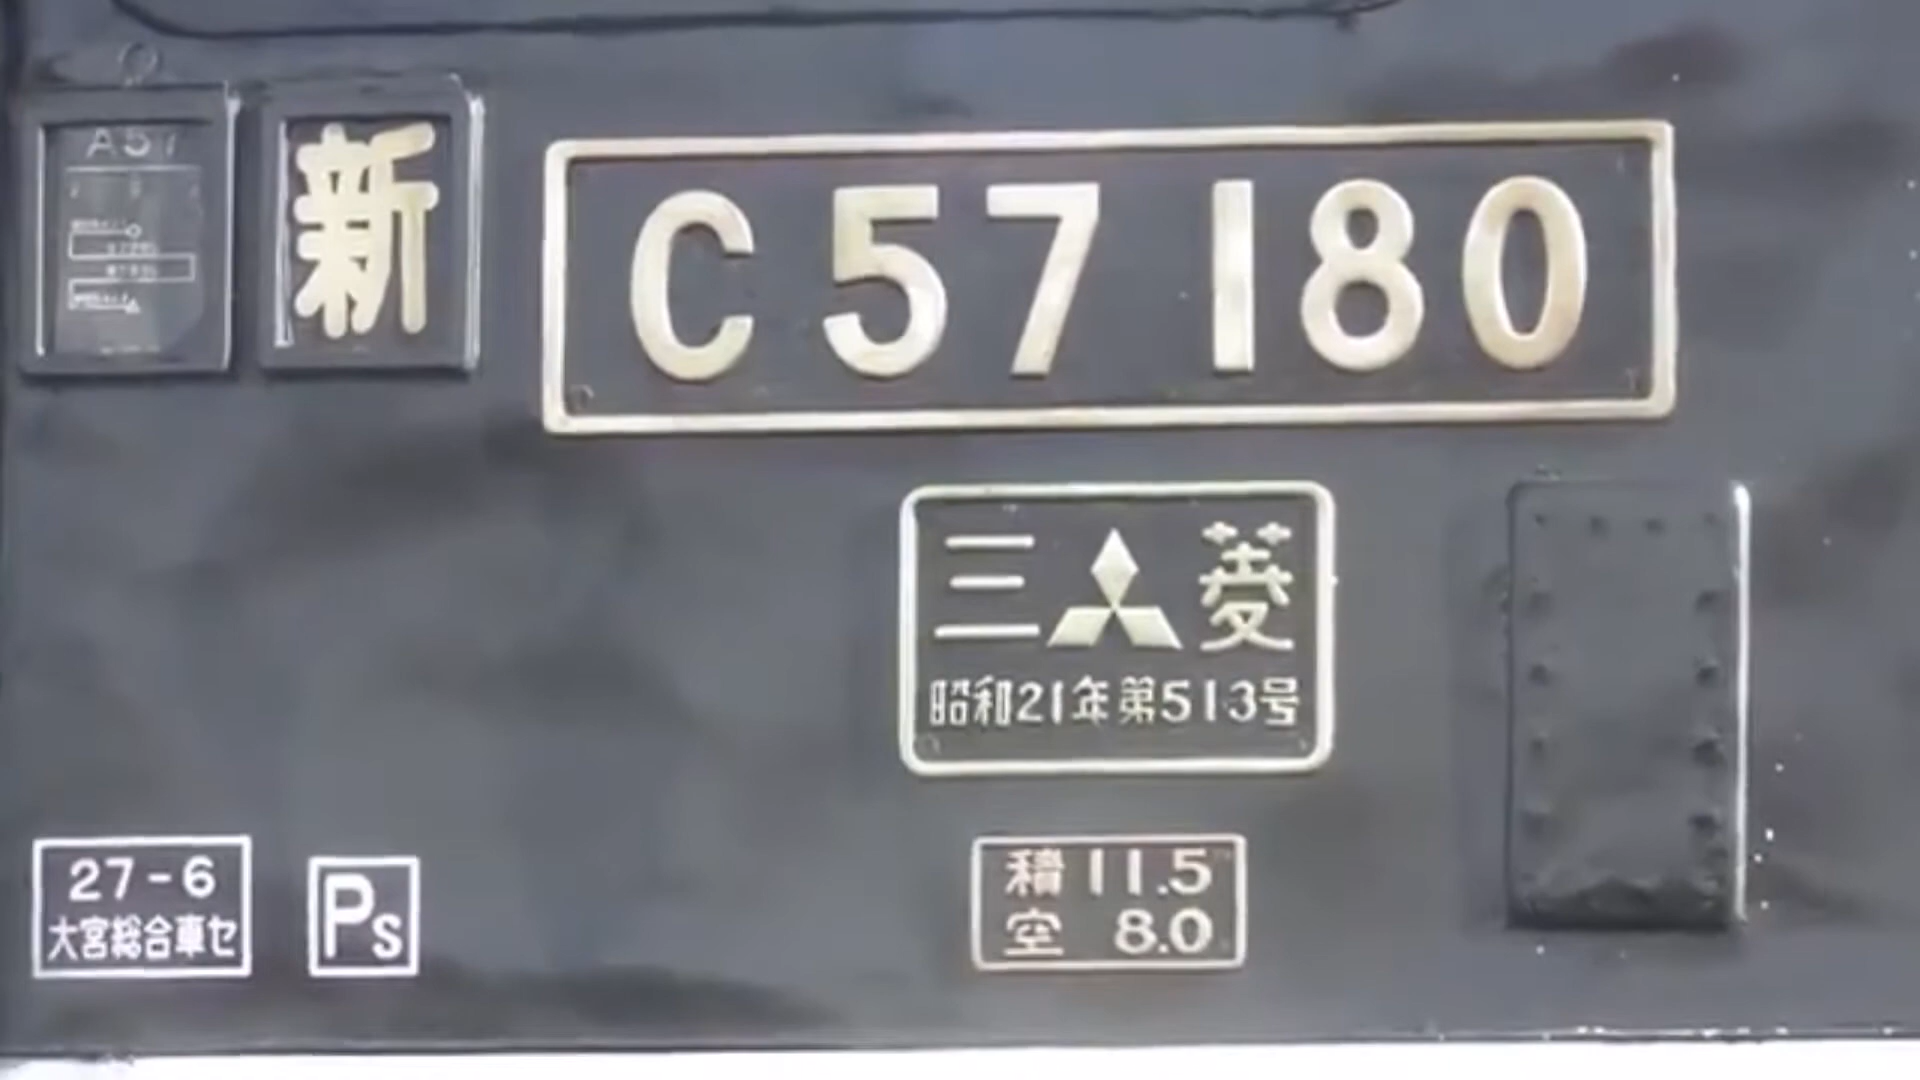 A57
新
C57 180
三菱
昭和21年第513号
27-6
大宮総合車セ
Ps
積 11.5
空 8.0